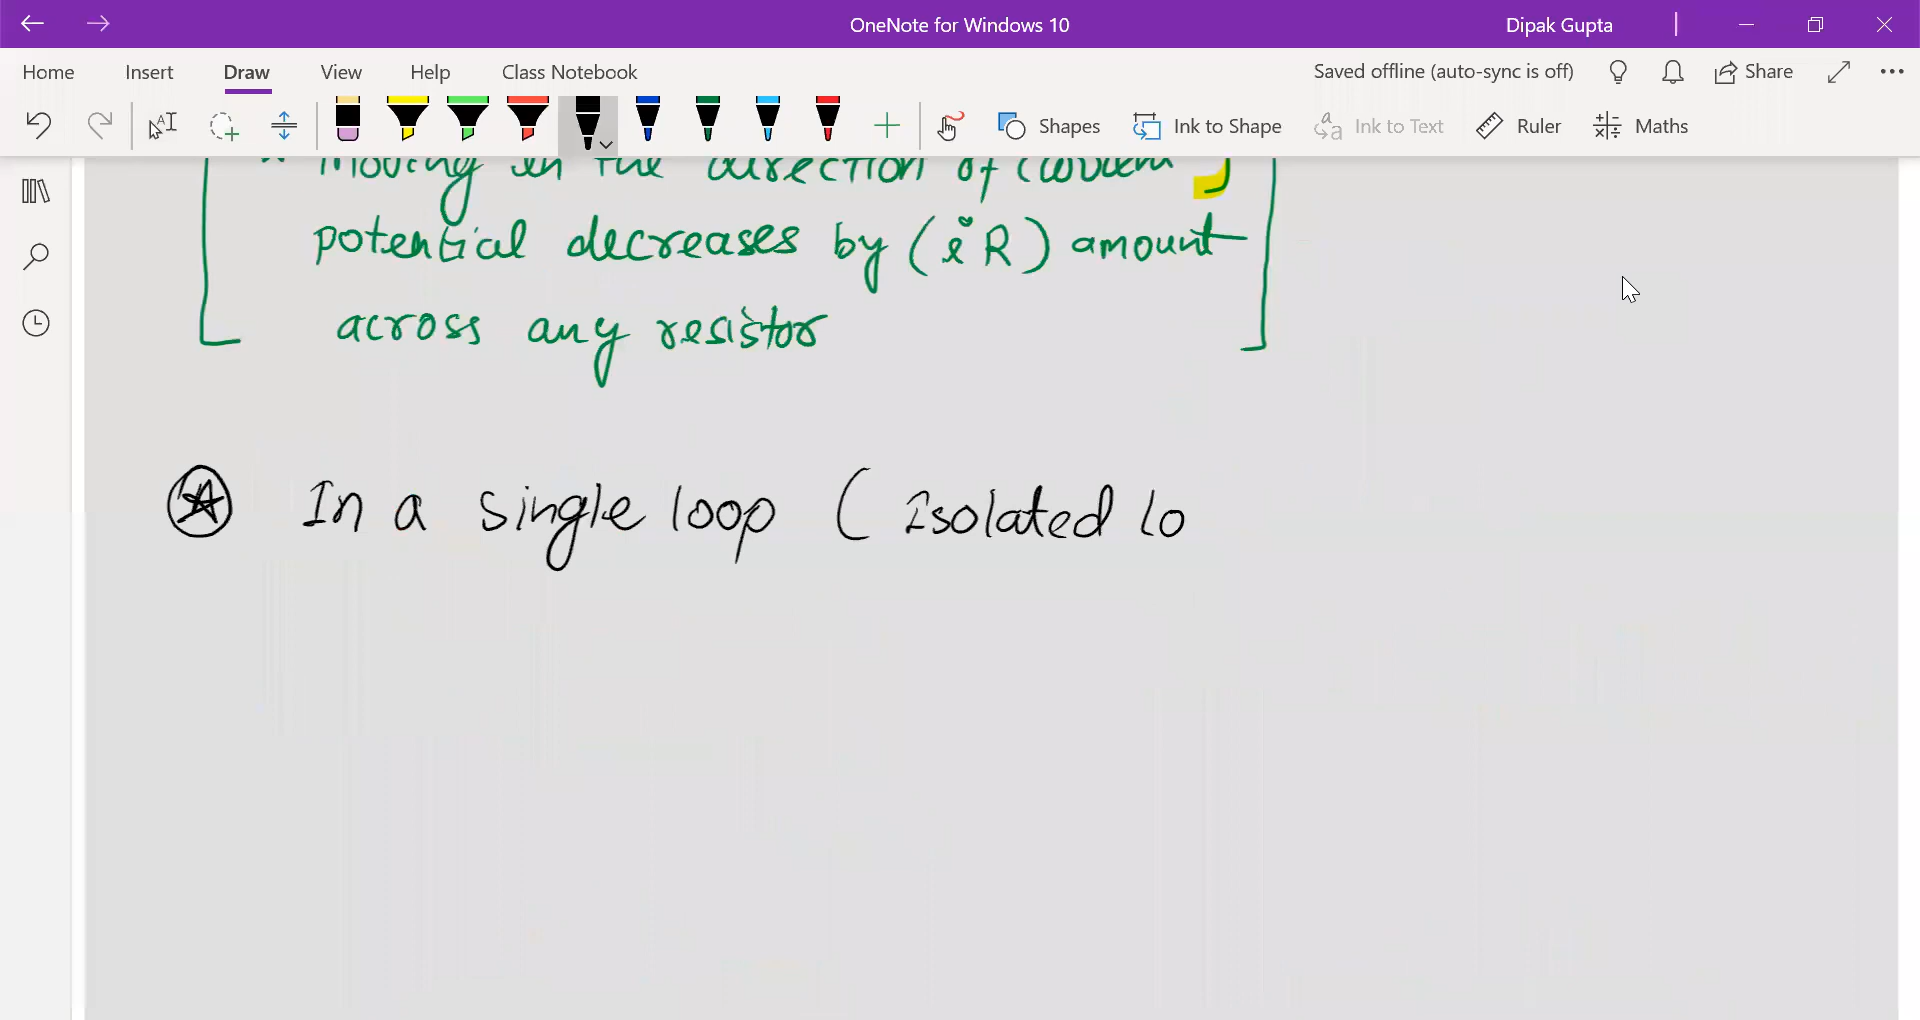 OneNote for Windows 10
Dipak Gupta
Home Insert Draw View Help Class Notebook
Saved offline (auto-sync is off) Share
Shapes Ink to Shape Ink to Text Ruler Maths
moving in the direction of current
potential decreases by (iR) amount
across any resistor
In a single loop ( Isolated lo